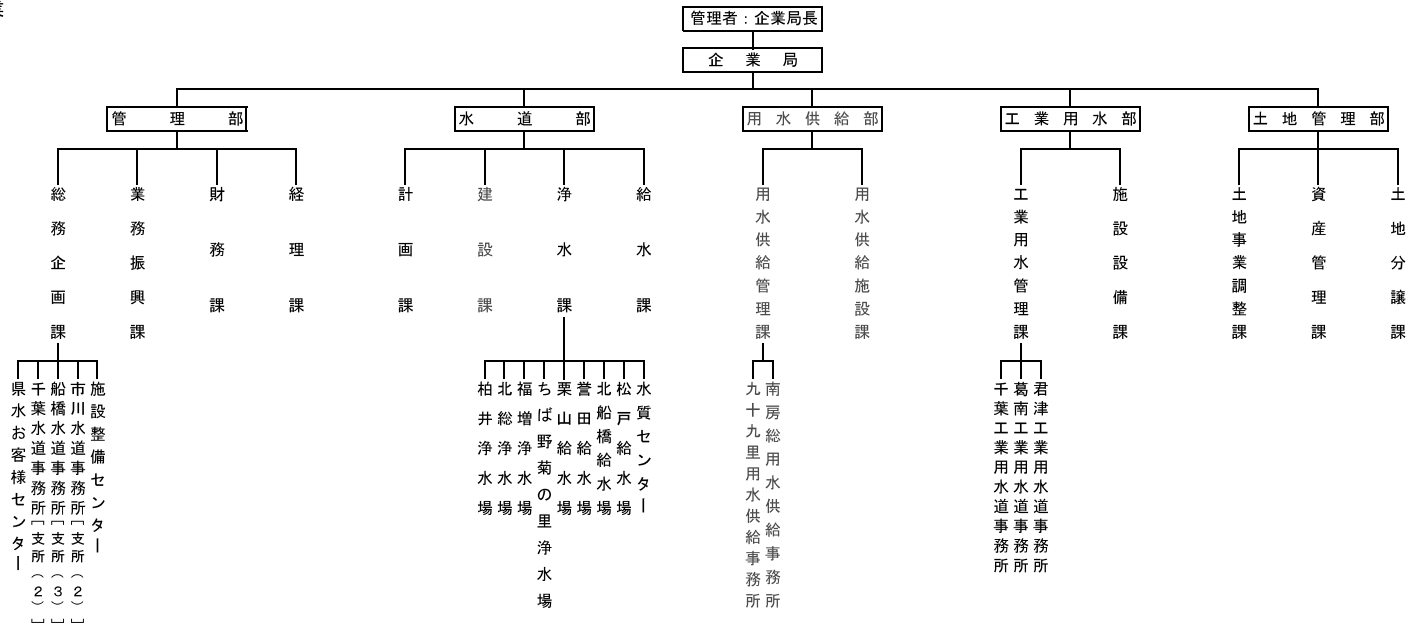 管理者：企業局長
企業局
管理部
水道部
用水供給部
工業用水部
土地管理部
総務企画課
業務振興課
財務課
経理課
計画課
建設課
浄水課
給水課
用水供給管理課
用水供給施設課
工業用水管理課
施設設備課
土地事業調整課
資産管理課
土地分譲課
県水お客様センター
千葉水道事務所［支所（２）］
船橋水道事務所［支所（３）］
市川水道事務所［支所（２）］
施設整備センター
柏井浄水場
北総浄水場
福増浄水場
ちば野菊の里浄水場
栗山給水場
誉田給水場
北船橋給水場
松戸給水場
水質センター
九十九里用水供給事務所
南房総用水供給事務所
千葉工業用水道事務所
葛南工業用水道事務所
君津工業用水道事務所